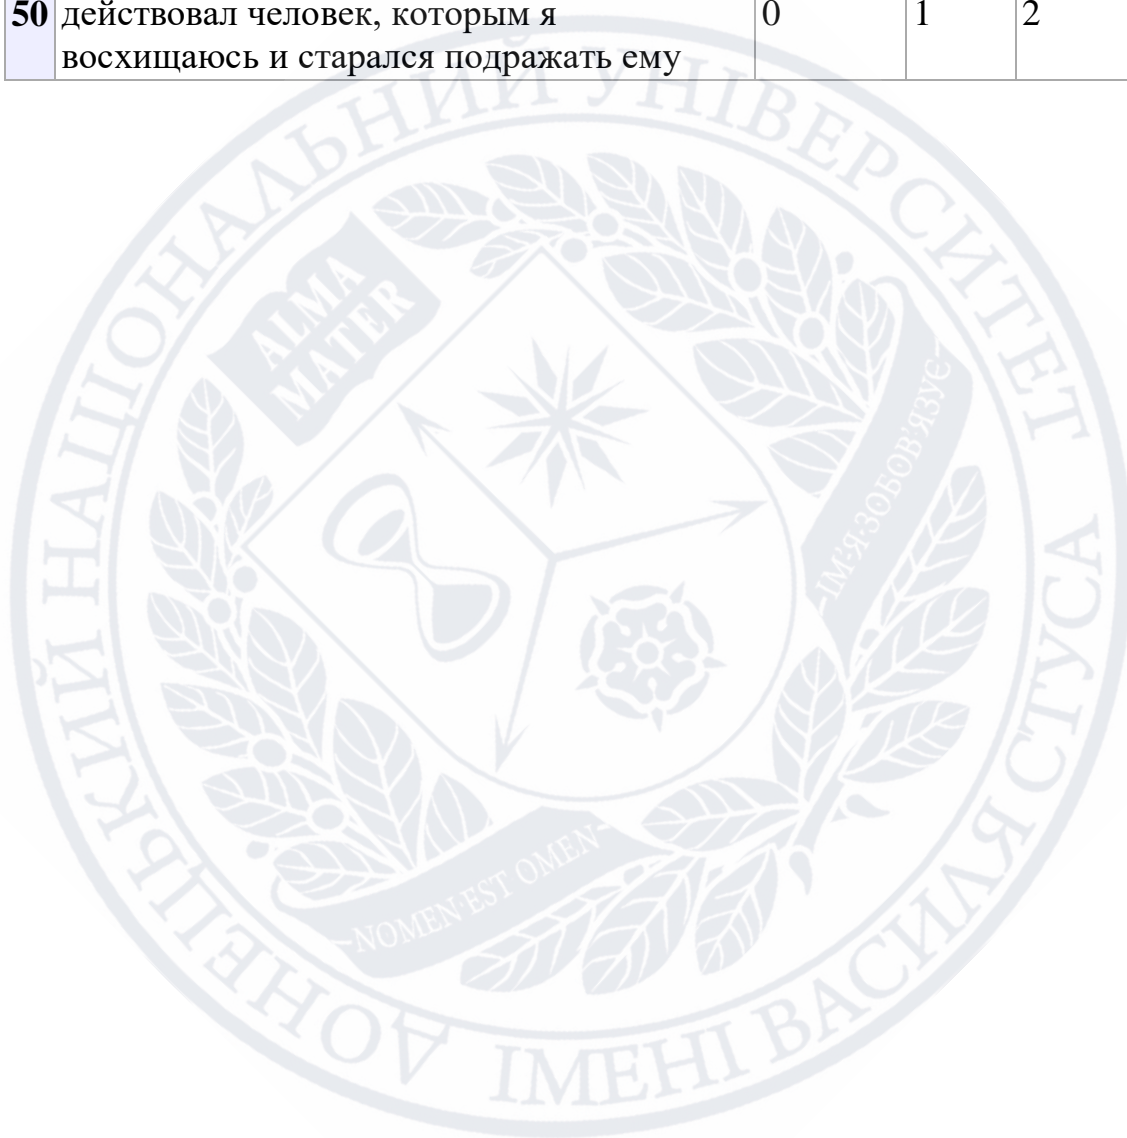 50 действовал человек, которым я 0 1 2
восхищаюсь и старался подражать ему
ДОНЕЦЬКИЙ НАЦІОНАЛЬНИЙ УНІВЕРСИТЕТ
ІМЕНІ ВАСИЛЯ СТУСА
ALMA
MATER
ІМ'Я·ЗОБОВ'ЯЗУЄ
NOMEN·EST OMEN